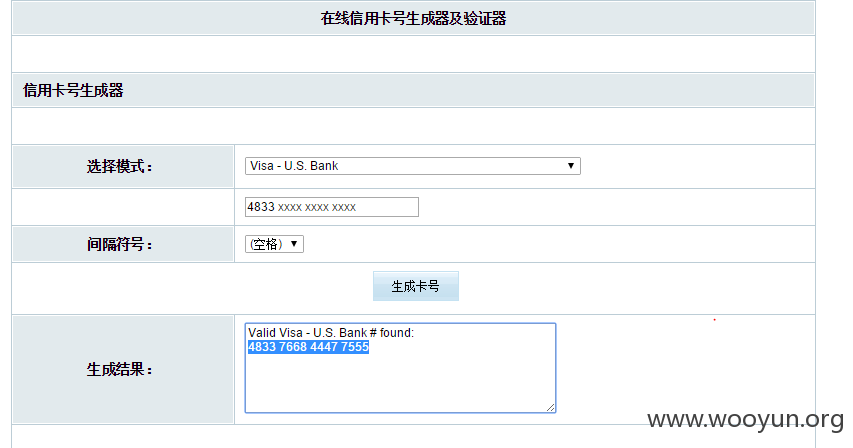 在线信用卡号生成器及验证器
信用卡号生成器
选择模式： Visa - U.S. Bank
4833 xxxx xxxx xxxx
间隔符号： (空格)
生成卡号
生成结果： Valid Visa - U.S. Bank # found:
4833 7668 4447 7555
www.wooyun.org